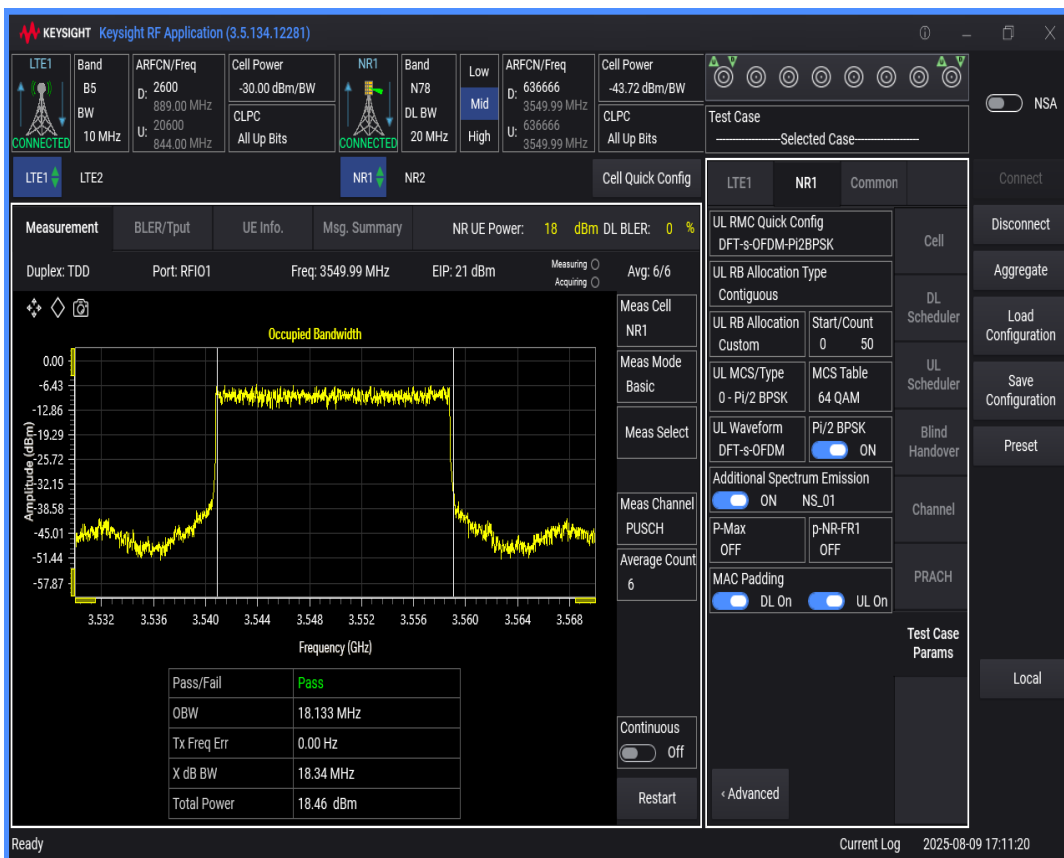 KEYSIGHT Keysight RF Application (3.5.134.12281)
LTE1
CONNECTED
Band
B5
BW
10 MHz
ARFCN/Freq
D: 2600
889.00 MHz
U: 20600
844.00 MHz
Cell Power
-30.00 dBm/BW
CLPC
All Up Bits
NR1
CONNECTED
Band
N78
DL BW
20 MHz
Low
Mid
High
ARFCN/Freq
D: 636666
3549.99 MHz
U: 636666
3549.99 MHz
Cell Power
-43.72 dBm/BW
CLPC
All Up Bits
Test Case
----------------Selected Case----------------
NSA
LTE1 LTE2 NR1 NR2 Cell Quick Config
Measurement BLER/Tput UE Info. Msg. Summary NR UE Power: 18 dBm DL BLER: 0 %
Duplex: TDD Port: RFIO1 Freq: 3549.99 MHz EIP: 21 dBm Measuring Acquiring Avg: 6/6
Occupied Bandwidth
Amplitude (dBm)
0.00
-6.43
-12.86
-19.29
-25.72
-32.15
-38.58
-45.01
-51.44
-57.87
3.532 3.536 3.540 3.544 3.548 3.552 3.556 3.560 3.564 3.568
Frequency (GHz)
Pass/Fail Pass
OBW 18.133 MHz
Tx Freq Err 0.00 Hz
X dB BW 18.34 MHz
Total Power 18.46 dBm
Meas Cell
NR1
Meas Mode
Basic
Meas Select
Meas Channel
PUSCH
Average Count
6
Continuous
Off
Restart
LTE1 NR1 Common
UL RMC Quick Config
DFT-s-OFDM-Pi2BPSK
UL RB Allocation Type
Contiguous
UL RB Allocation
Custom
Start/Count
0 50
UL MCS/Type
0 - Pi/2 BPSK
MCS Table
64 QAM
UL Waveform
DFT-s-OFDM
Pi/2 BPSK
ON
Additional Spectrum Emission
ON NS_01
P-Max
OFF
p-NR-FR1
OFF
MAC Padding
DL On UL On
‹ Advanced
Cell
DL
Scheduler
UL
Scheduler
Blind
Handover
Channel
PRACH
Test Case
Params
Connect
Disconnect
Aggregate
Load
Configuration
Save
Configuration
Preset
Local
Ready Current Log 2025-08-09 17:11:20